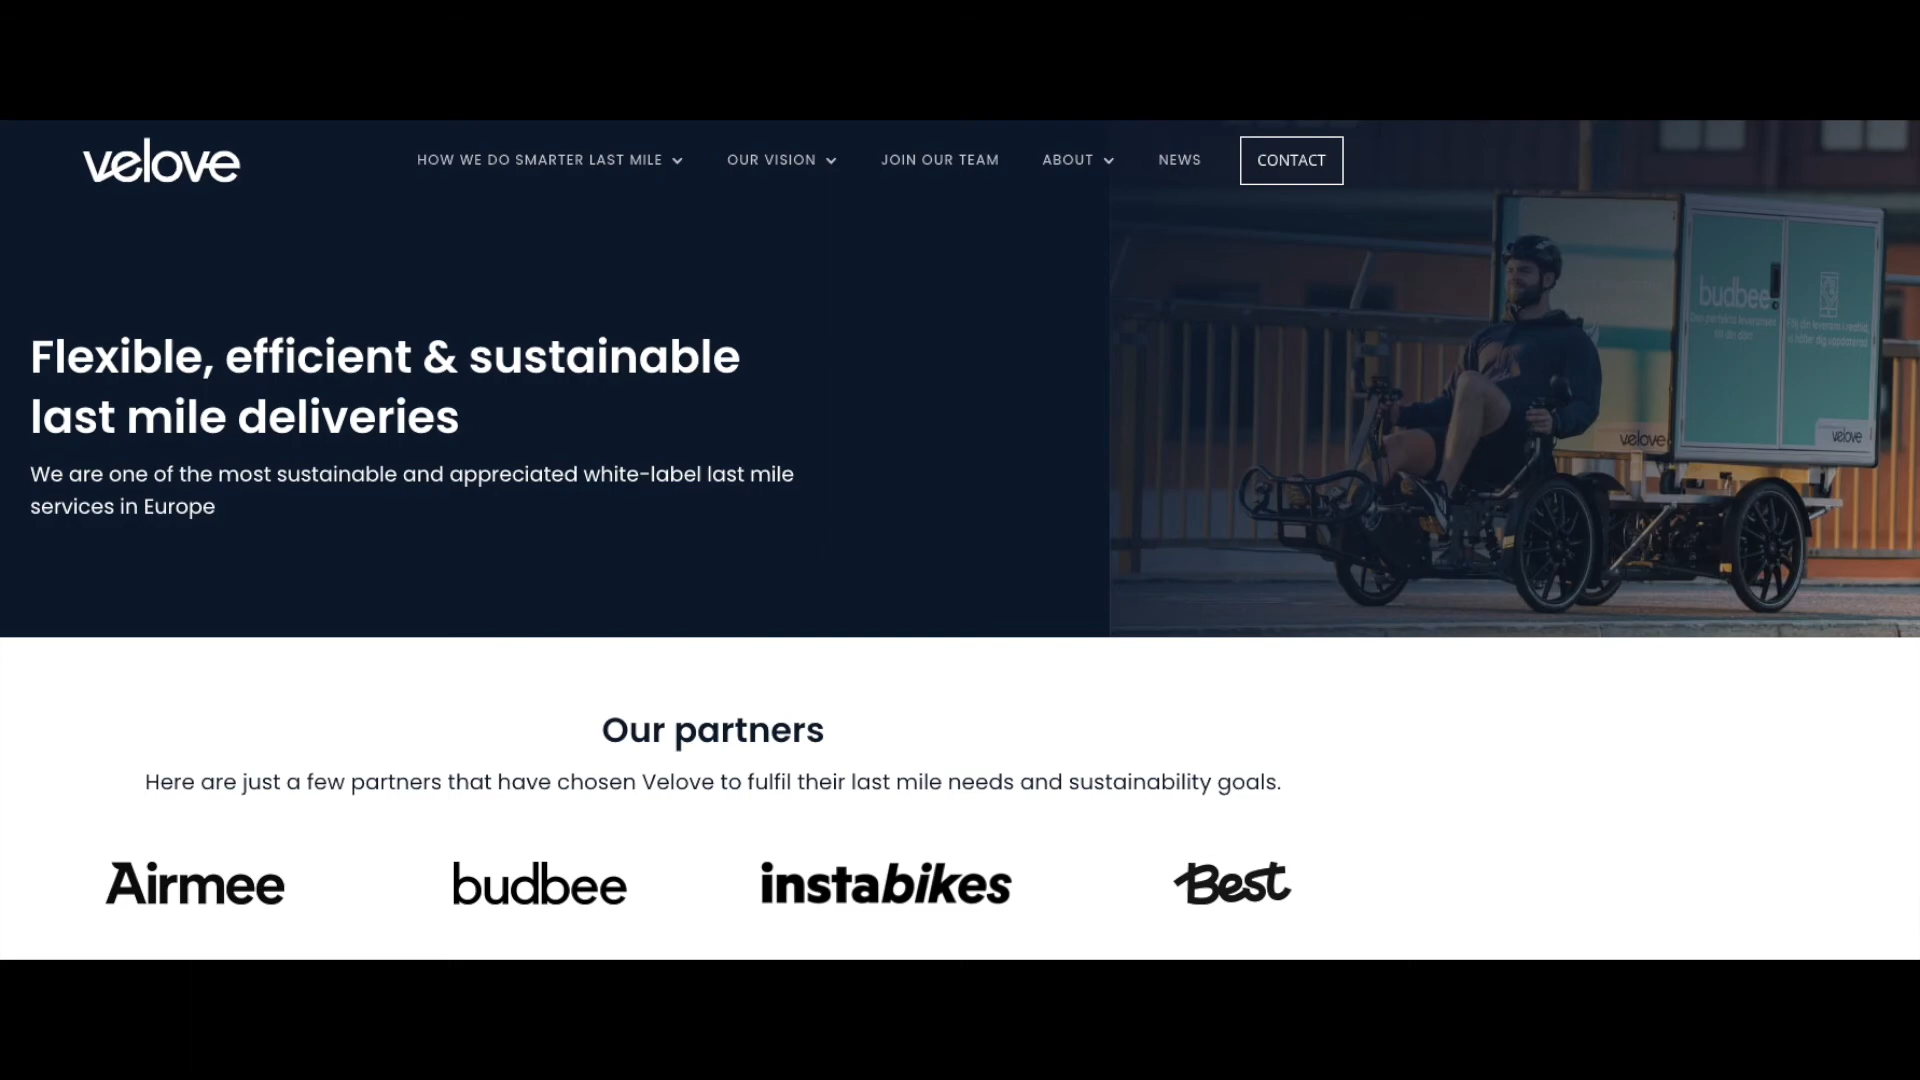 velove
HOW WE DO SMARTER LAST MILE
OUR VISION
JOIN OUR TEAM
ABOUT
NEWS
CONTACT
Flexible, efficient & sustainable
last mile deliveries
We are one of the most sustainable and appreciated white-label last mile
services in Europe
budbee
velove
velove
Our partners
Here are just a few partners that have chosen Velove to fulfil their last mile needs and sustainability goals.
Airmee
budbee
instabikes
Best